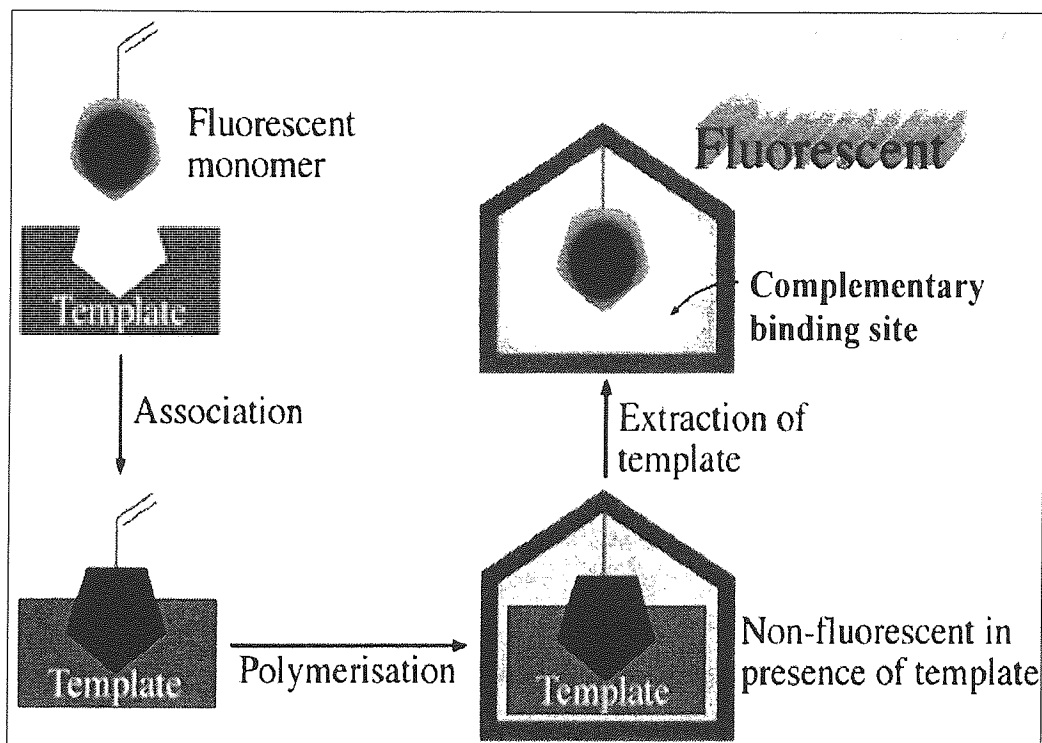 Fluorescent
monomer
Template
Association
Template
Polymerisation
Template
Non-fluorescent in
presence of template
Extraction of
template
Complementary
binding site
Fluorescent